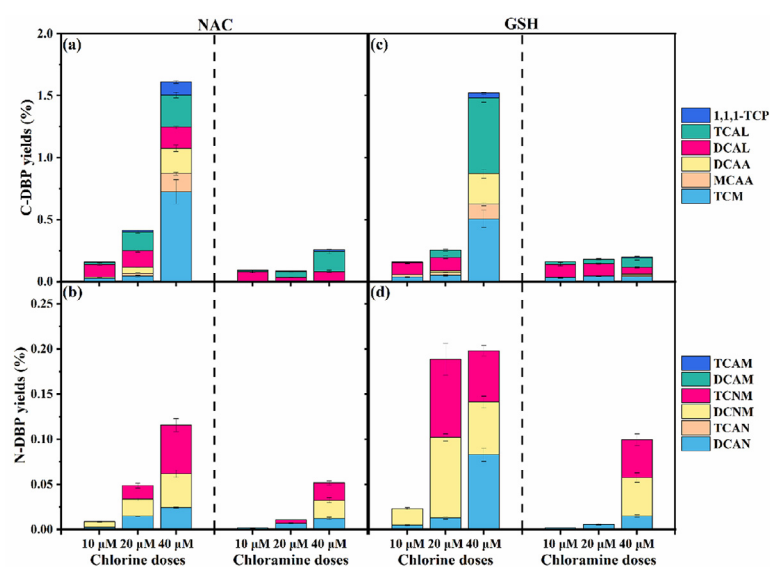 NAC
GSH
(a)
(c)
2.0
1.5
1.0
0.5
0.0
C-DBP yields (%)
1,1,1-TCP
TCAL
DCAL
DCAA
MCAA
TCM
(b)
(d)
0.25
0.20
0.15
0.10
0.05
0.00
N-DBP yields (%)
TCAM
DCAM
TCNM
DCNM
TCAN
DCAN
10 μM 20 μM 40 μM 10 μM 20 μM 40 μM 10 μM 20 μM 40 μM 10 μM 20 μM 40 μM
Chlorine doses Chloramine doses Chlorine doses Chloramine doses